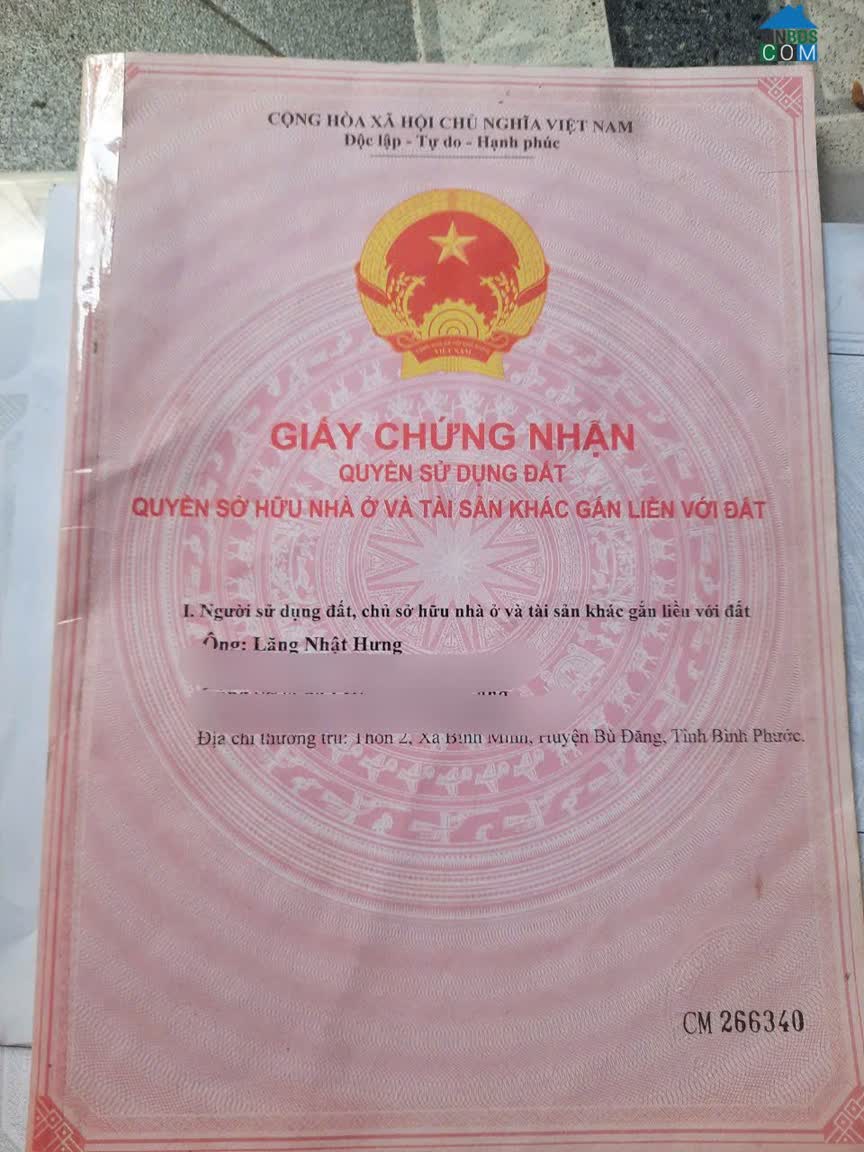 COM
CỘNG HÒA XÃ HỘI CHỦ NGHĨA VIỆT NAM
Độc lập - Tự do - Hạnh phúc
VIỆT NAM
GIẤY CHỨNG NHẬN
QUYỀN SỬ DỤNG ĐẤT
QUYỀN SỞ HỮU NHÀ Ở VÀ TÀI SẢN KHÁC GẮN LIỀN VỚI ĐẤT
I. Người sử dụng đất, chủ sở hữu nhà ở và tài sản khác gắn liền với đất
Ông: Lăng Nhật Hưng
Địa chỉ thường trú: Thôn 2, Xã Bình Minh, Huyện Bù Đăng, Tỉnh Bình Phước.
CM 266340